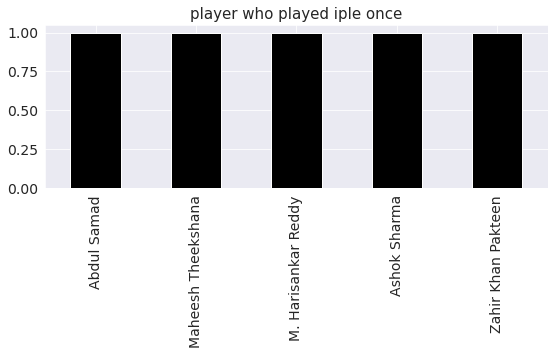 player who played iple once
1.00
0.75
0.50
0.25
0.00
Abdul Samad
Maheesh Theekshana
M. Harisankar Reddy
Ashok Sharma
Zahir Khan Pakteen